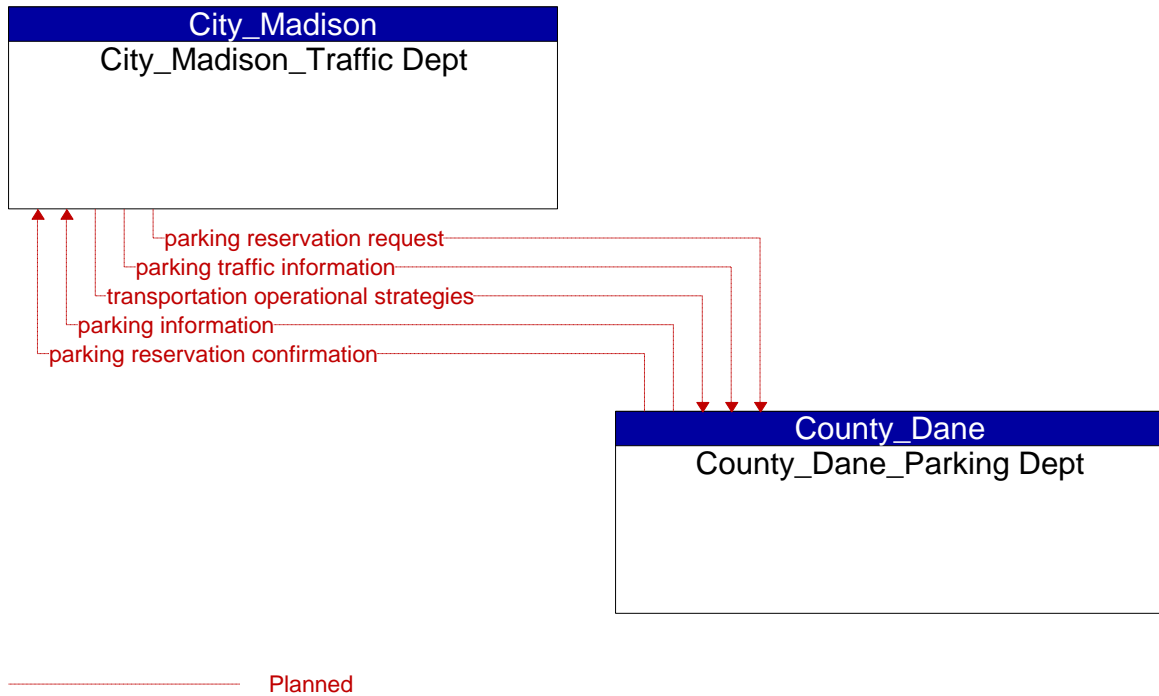 City_Madison
City_Madison_Traffic Dept
parking reservation request
parking traffic information
transportation operational strategies
parking information
parking reservation confirmation
County_Dane
County_Dane_Parking Dept
Planned